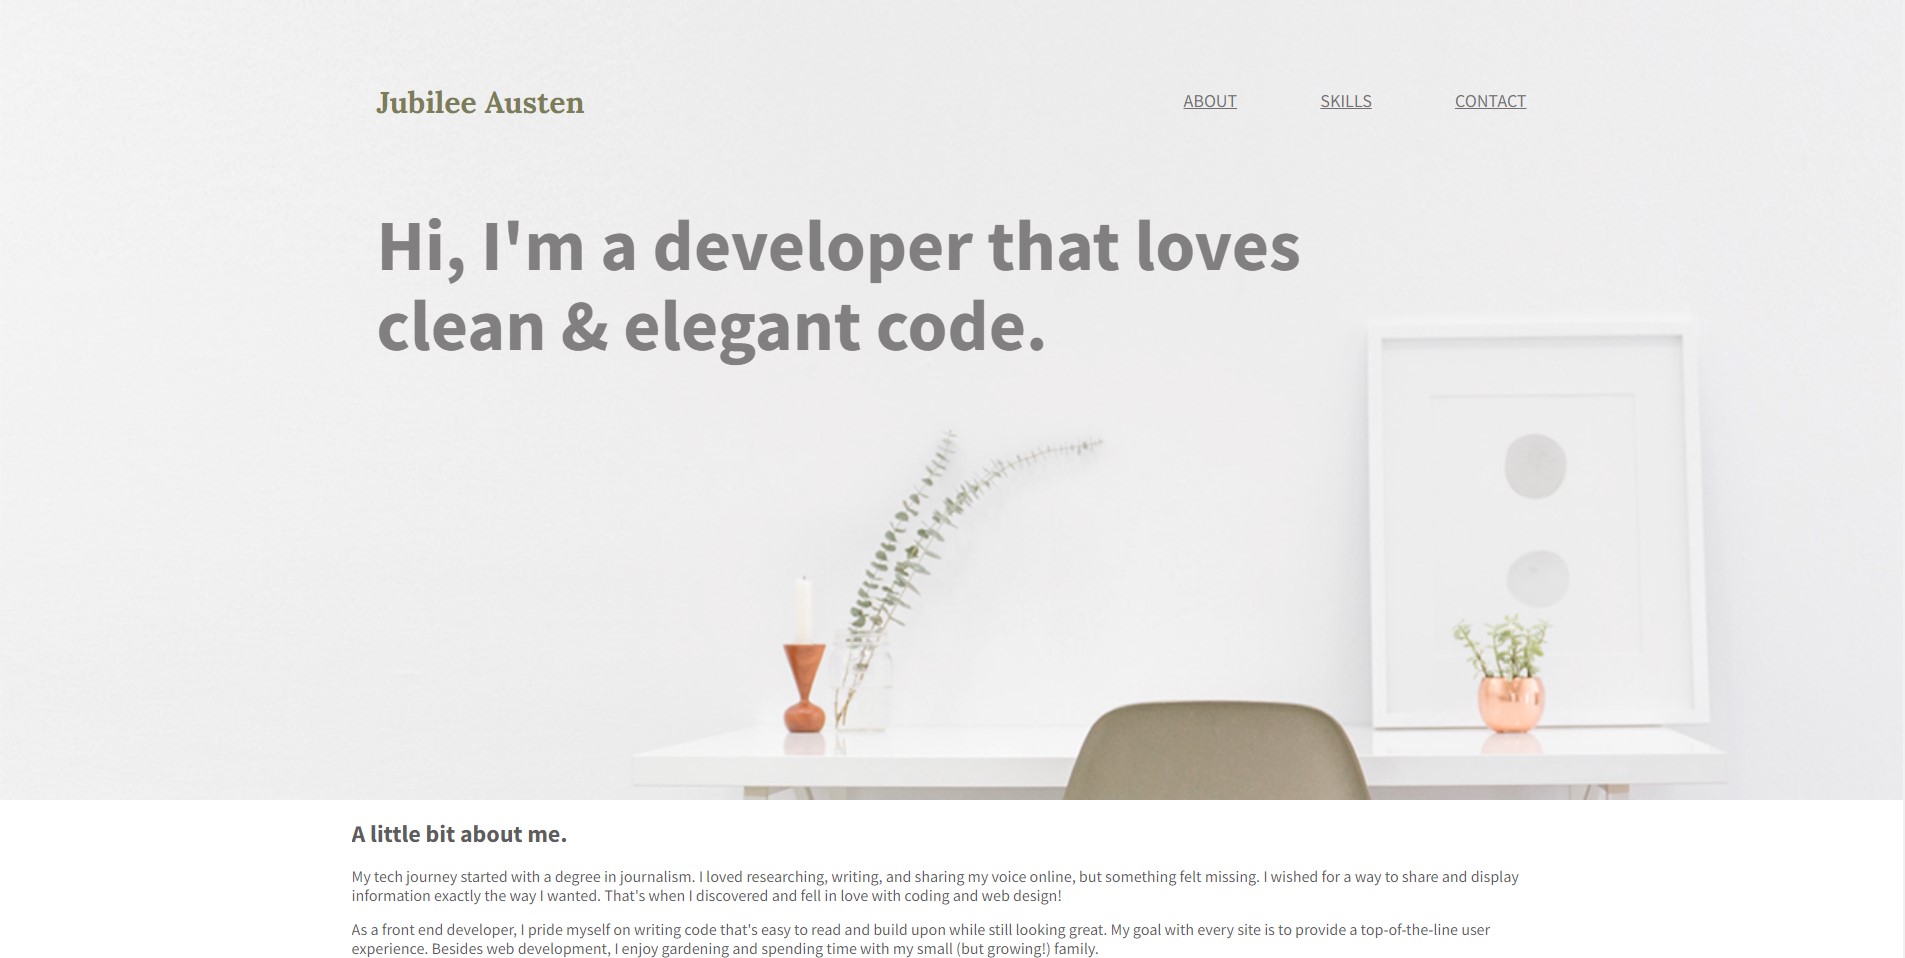 Jubilee Austen
ABOUT SKILLS CONTACT
Hi, I'm a developer that loves
clean & elegant code.
A little bit about me.
My tech journey started with a degree in journalism. I loved researching, writing, and sharing my voice online, but something felt missing. I wished for a way to share and display
information exactly the way I wanted. That's when I discovered and fell in love with coding and web design!
As a front end developer, I pride myself on writing code that's easy to read and build upon while still looking great. My goal with every site is to provide a top-of-the-line user
experience. Besides web development, I enjoy gardening and spending time with my small (but growing!) family.